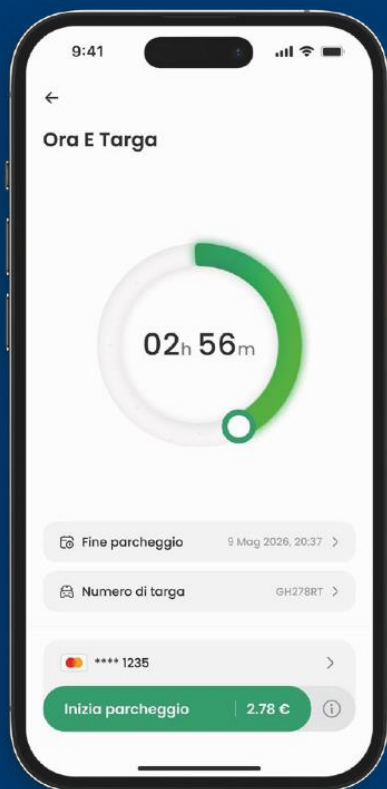 9:41
Ora E Targa
02h 56m
Fine parcheggio 9 Mag 2026, 20:37
Numero di targa GH278RT
**** 1235
Inizia parcheggio 2.78 €